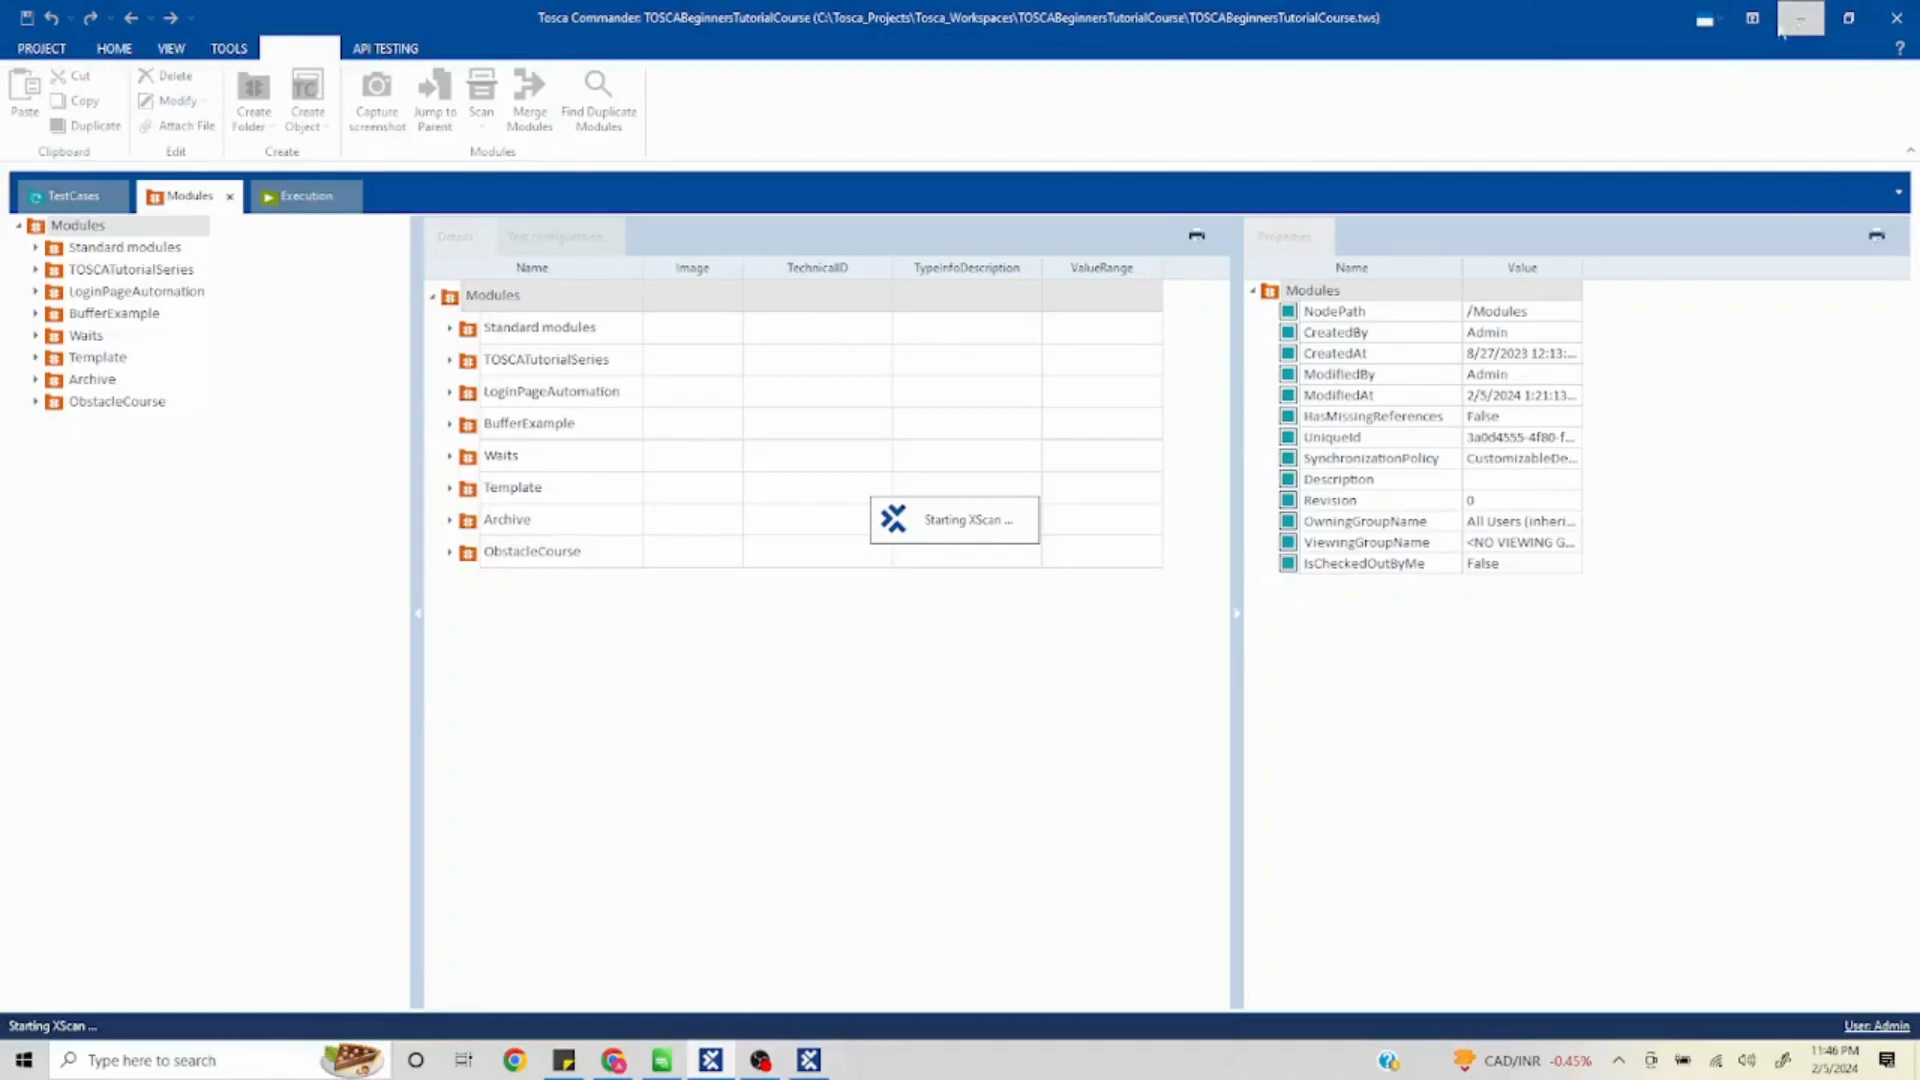 Tosca Commander: TOSCABeginnersTutorialCourse (C:\Tosca_Projects\Tosca_Workspaces\TOSCABeginnersTutorialCourse\TOSCABeginnersTutorialCourse.tws)
PROJECT HOME VIEW TOOLS API TESTING ?
Paste Cut Copy Duplicate
Clipboard
Delete Modify Attach File
Edit
Create Folder Create Object
Create
Capture screenshot Jump to Parent Scan Merge Modules Find Duplicate Modules
Modules
TestCases Modules x Execution
Modules
Standard modules
TOSCATutorialSeries
LoginPageAutomation
BufferExample
Waits
Template
Archive
ObstacleCourse
Details Test configuration
Name Image TechnicalID TypeInfoDescription ValueRange
Modules
Standard modules
TOSCATutorialSeries
LoginPageAutomation
BufferExample
Waits
Template
Archive
ObstacleCourse
Starting XScan ...
Properties
Name Value
Modules
NodePath /Modules
CreatedBy Admin
CreatedAt 8/27/2023 12:13:...
ModifiedBy Admin
ModifiedAt 2/5/2024 1:21:13...
HasMissingReferences False
UniqueId 3a0d4555-4f80-f...
SynchronizationPolicy CustomizableDe...
Description
Revision 0
OwningGroupName All Users (inheri...
ViewingGroupName <NO VIEWING G...
IsCheckedOutByMe False
Starting XScan ... User: Admin
Type here to search CAD/INR -0.45% 11:46 PM
2/5/2024